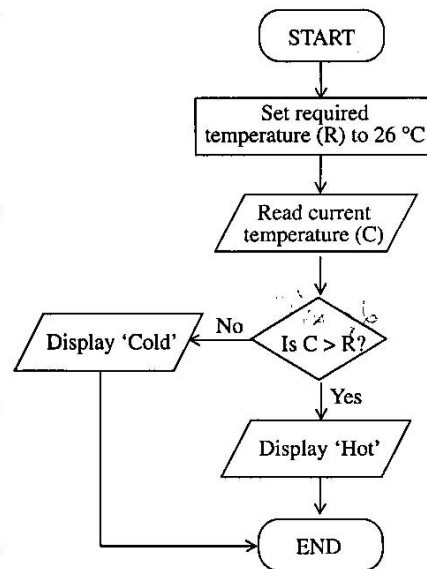 START
Set required
temperature (R) to 26 °C
Read current
temperature (C)
No
Display ‘Cold’
Is C > R?
Yes
Display ‘Hot’
END